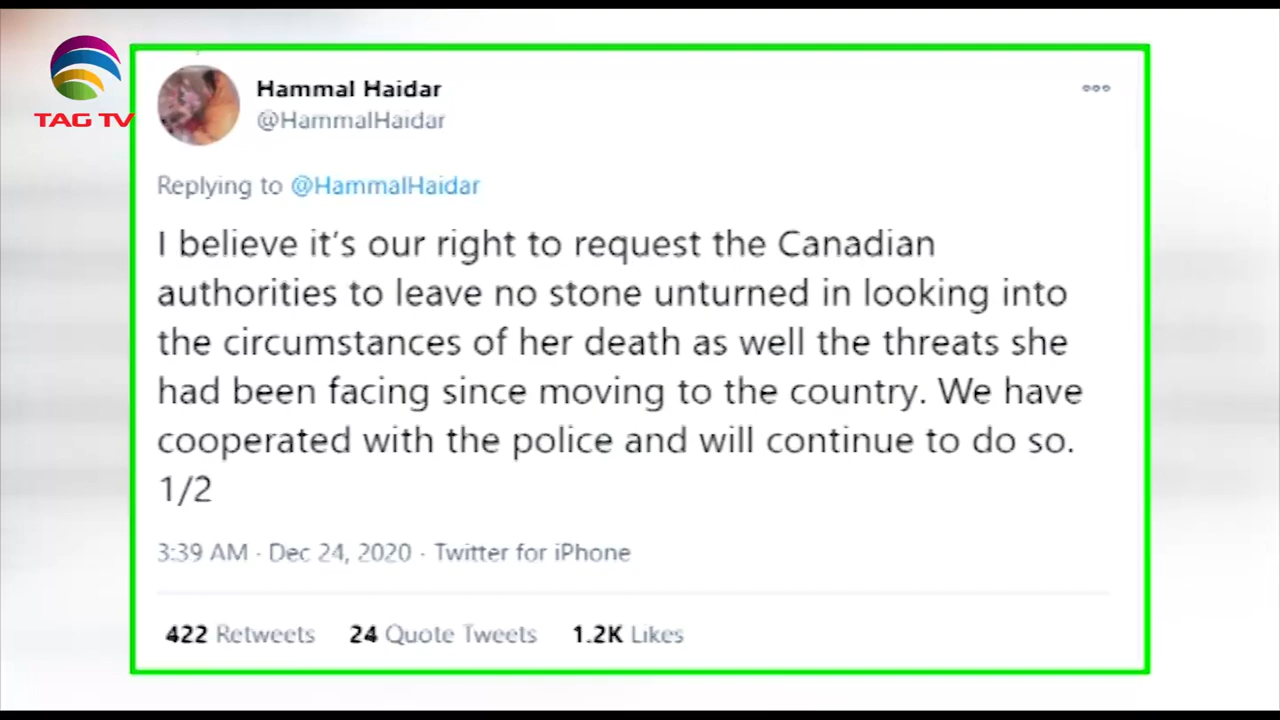 TAG TV
Hammal Haidar
@HammalHaidar
Replying to @HammalHaidar
I believe it's our right to request the Canadian
authorities to leave no stone unturned in looking into
the circumstances of her death as well the threats she
had been facing since moving to the country. We have
cooperated with the police and will continue to do so.
1/2
3:39 AM · Dec 24, 2020 · Twitter for iPhone
422 Retweets 24 Quote Tweets 1.2K Likes